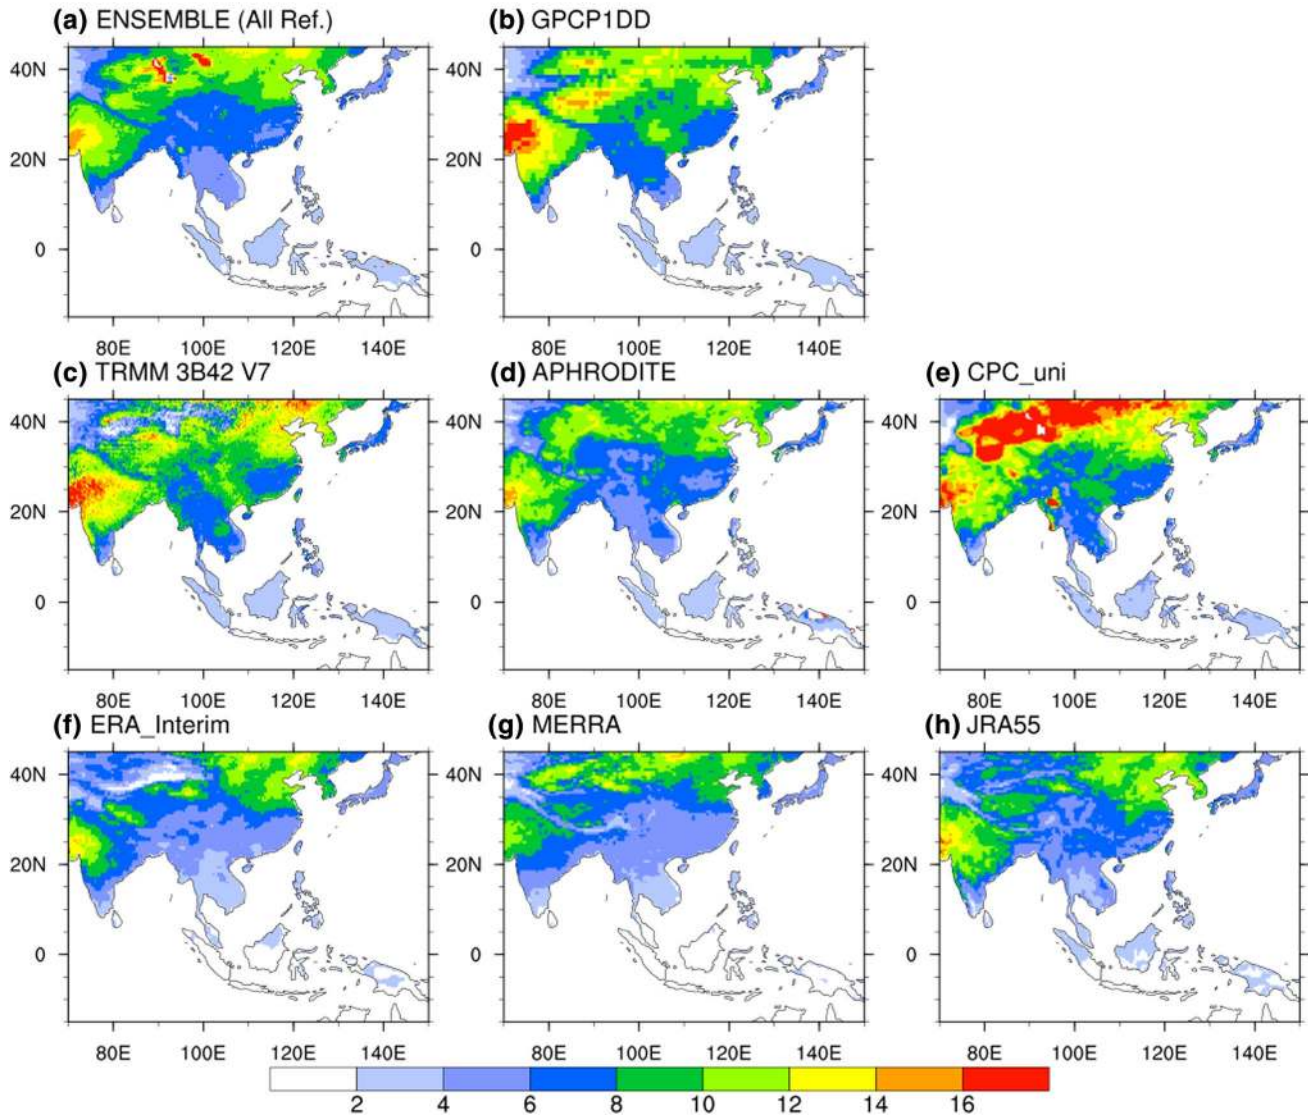 (a) ENSEMBLE (All Ref.)
(b) GPCP1DD
40N
20N
0
40N
20N
0
80E 100E 120E 140E
80E 100E 120E 140E
(c) TRMM 3B42 V7
(d) APHRODITE
(e) CPC_uni
40N
20N
0
40N
20N
0
40N
20N
0
80E 100E 120E 140E
80E 100E 120E 140E
80E 100E 120E 140E
(f) ERA_Interim
(g) MERRA
(h) JRA55
40N
20N
0
40N
20N
0
40N
20N
0
80E 100E 120E 140E
80E 100E 120E 140E
80E 100E 120E 140E
2 4 6 8 10 12 14 16